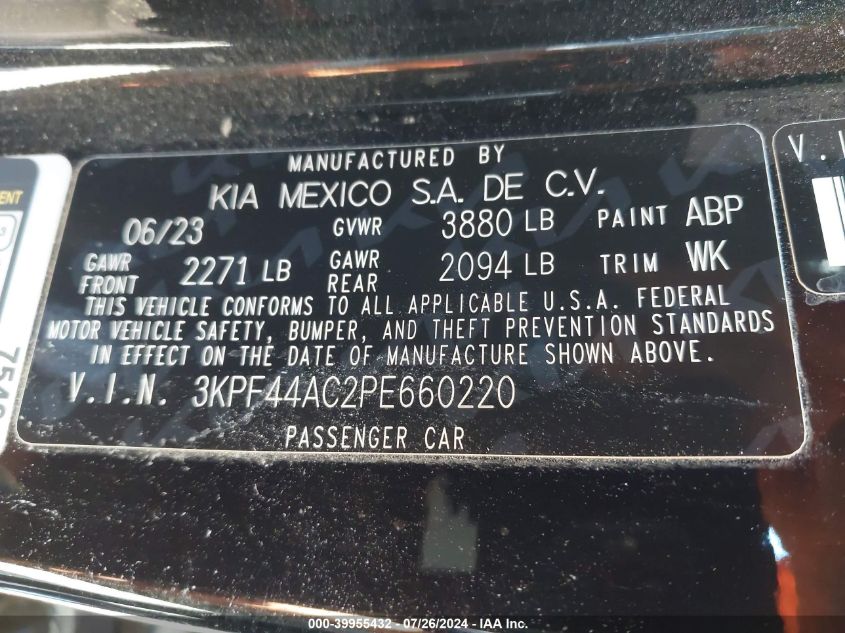 MANUFACTURED BY
KIA MEXICO S.A. DE C.V.
06/23 GVWR 3880 LB PAINT ABP
GAWR FRONT 2271 LB GAWR REAR 2094 LB TRIM WK
THIS VEHICLE CONFORMS TO ALL APPLICABLE U.S.A. FEDERAL
MOTOR VEHICLE SAFETY, BUMPER, AND THEFT PREVENTION STANDARDS
IN EFFECT ON THE DATE OF MANUFACTURE SHOWN ABOVE.
V.I.N. 3KPF44AC2PE660220
PASSENGER CAR
000-39955432 - 07/26/2024 - IAA Inc.